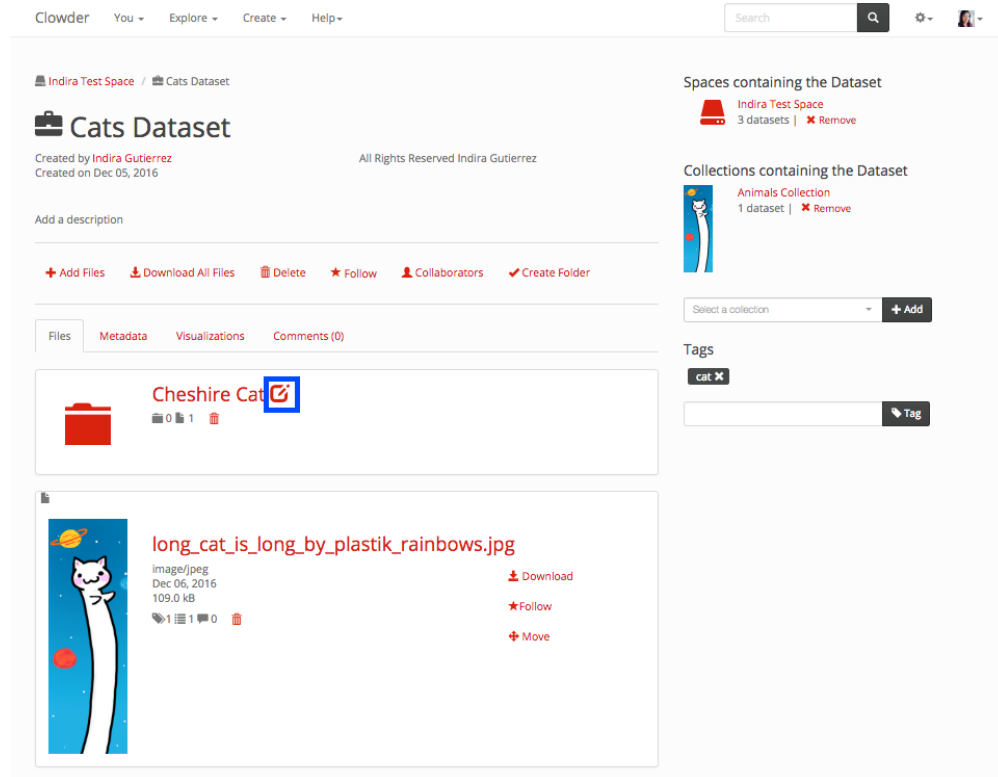 Clowder You Explore Create Help Search
Indira Test Space / Cats Dataset
Cats Dataset
Created by Indira Gutierrez
Created on Dec 05, 2016
All Rights Reserved Indira Gutierrez
Add a description
Add Files Download All Files Delete Follow Collaborators Create Folder
Files Metadata Visualizations Comments (0)
Cheshire Cat
0 1
long_cat_is_long_by_plastik_rainbows.jpg
image/jpeg
Dec 06, 2016
109.0 kB
1 1 0
Download
Follow
Move
Spaces containing the Dataset
Indira Test Space
3 datasets | Remove
Collections containing the Dataset
Animals Collection
1 dataset | Remove
Select a collection Add
Tags
cat
Tag